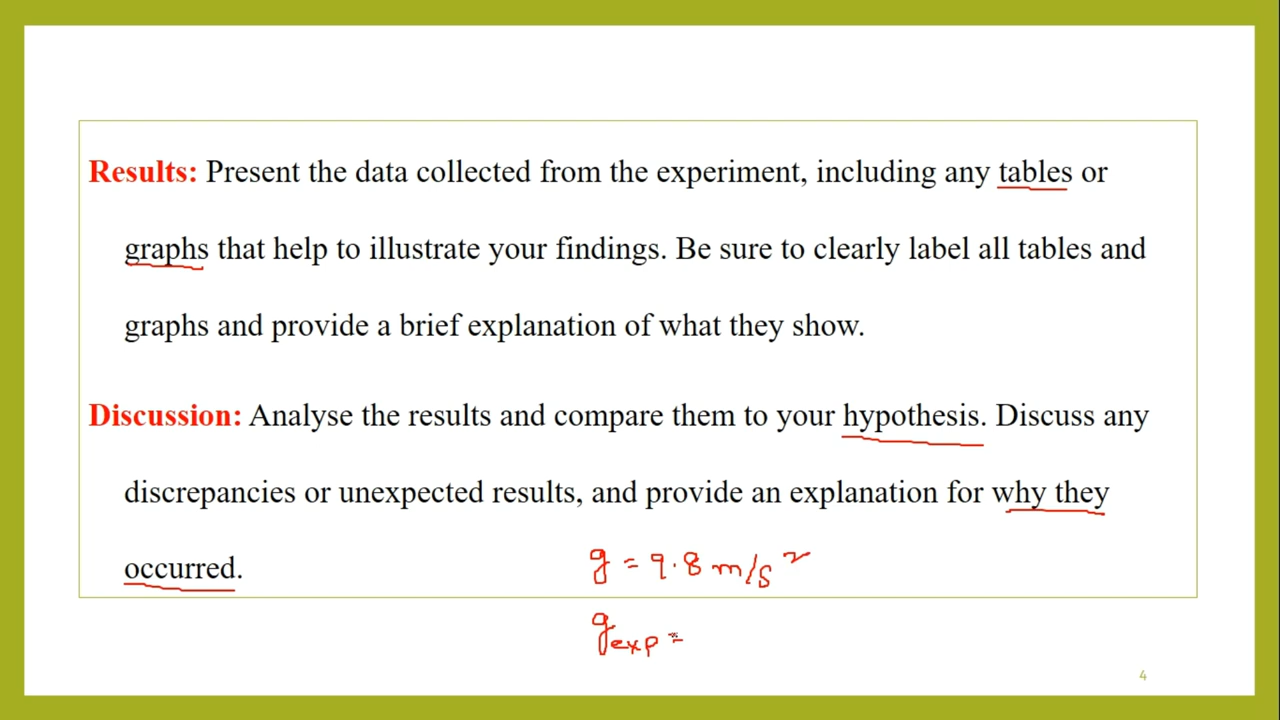 Results: Present the data collected from the experiment, including any tables or
graphs that help to illustrate your findings. Be sure to clearly label all tables and
graphs and provide a brief explanation of what they show.
Discussion: Analyse the results and compare them to your hypothesis. Discuss any
discrepancies or unexpected results, and provide an explanation for why they
occurred.
g = 9.8 m/s²
gexp =
4